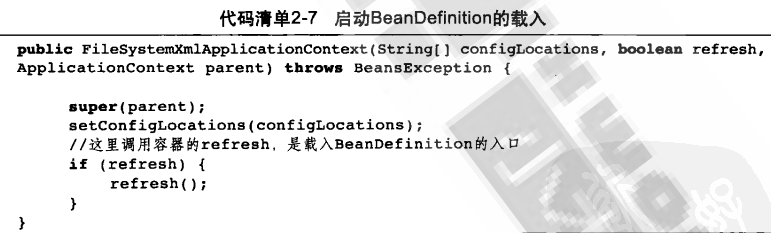 代码清单2-7 启动BeanDefinition的载入
public FileSystemXmlApplicationContext(String[] configLocations, boolean refresh,
ApplicationContext parent) throws BeansException {
super(parent);
setConfigLocations(configLocations);
//这里调用容器的refresh，是载入BeanDefinition的入口
if (refresh) {
refresh();
}
}